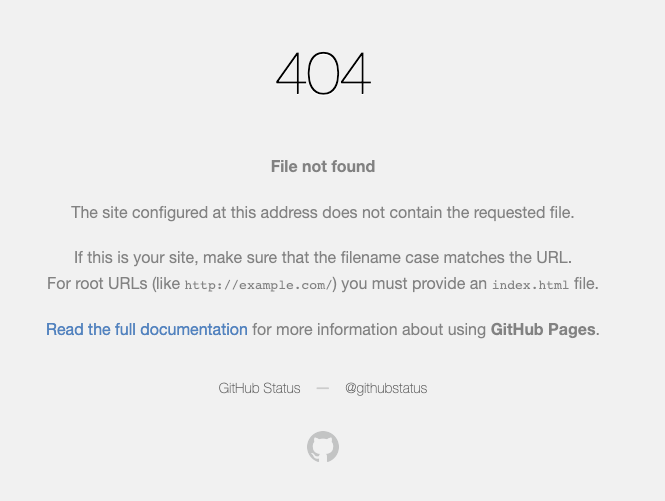 404
File not found
The site configured at this address does not contain the requested file.
If this is your site, make sure that the filename case matches the URL.
For root URLs (like http://example.com/) you must provide an index.html file.
Read the full documentation for more information about using GitHub Pages.
GitHub Status — @githubstatus